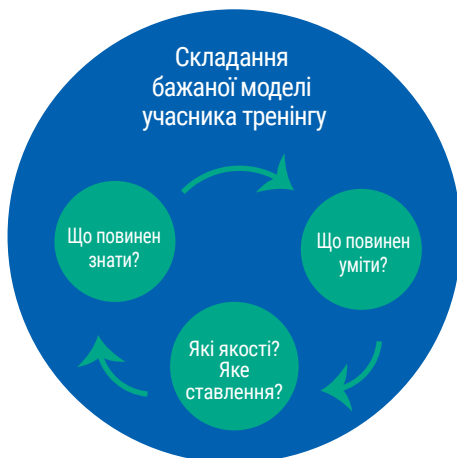 Складання
бажаної моделі
учасника тренінгу
Що повинен
знати?
Що повинен
уміти?
Які якості?
Яке
ставлення?